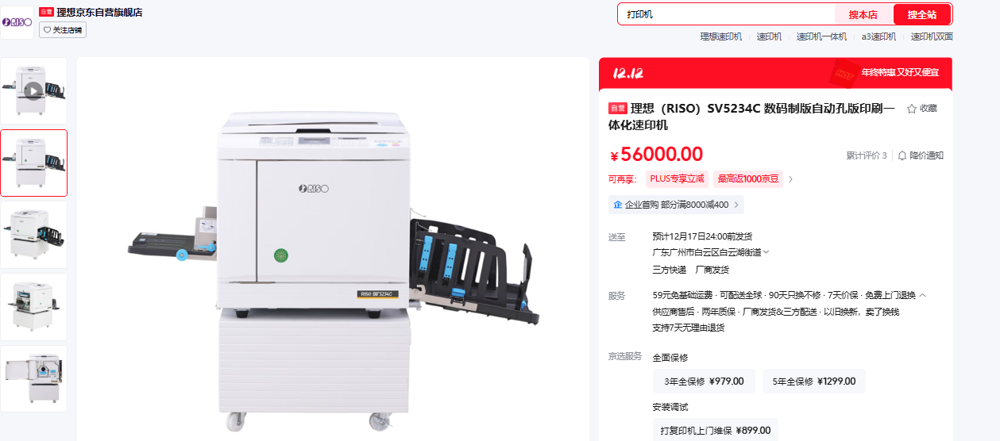 RISO
自营 理想京东自营旗舰店
关注店铺
打印机
搜本店
搜全站
理想速印机
速印机
速印机一体机
a3速印机
速印机双面
12.12
HOT
年终特惠 又好又便宜
自营 理想（RISO）SV5234C 数码制版自动孔版印刷一
体化速印机
收藏
¥56000.00
累计评价 3
降价通知
可再享：
PLUS专享立减
最高返1000京豆
企 企业首购 部分满8000减400
送至
预计12月17日24:00前发货
广东广州市白云区白云湖街道
三方快递 厂商发货
服务
59元免基础运费 · 可配送全球 · 90天只换不修 · 7天价保 · 免费上门退换
供应商售后 · 两年质保 · 厂商发货&三方配送 · 以旧换新，卖了换钱
支持7天无理由退货
京选服务
全面保修
3年全保修 ¥979.00
5年全保修 ¥1299.00
安装调试
打复印机上门维保 ¥899.00
RISO
RISO SV5234C